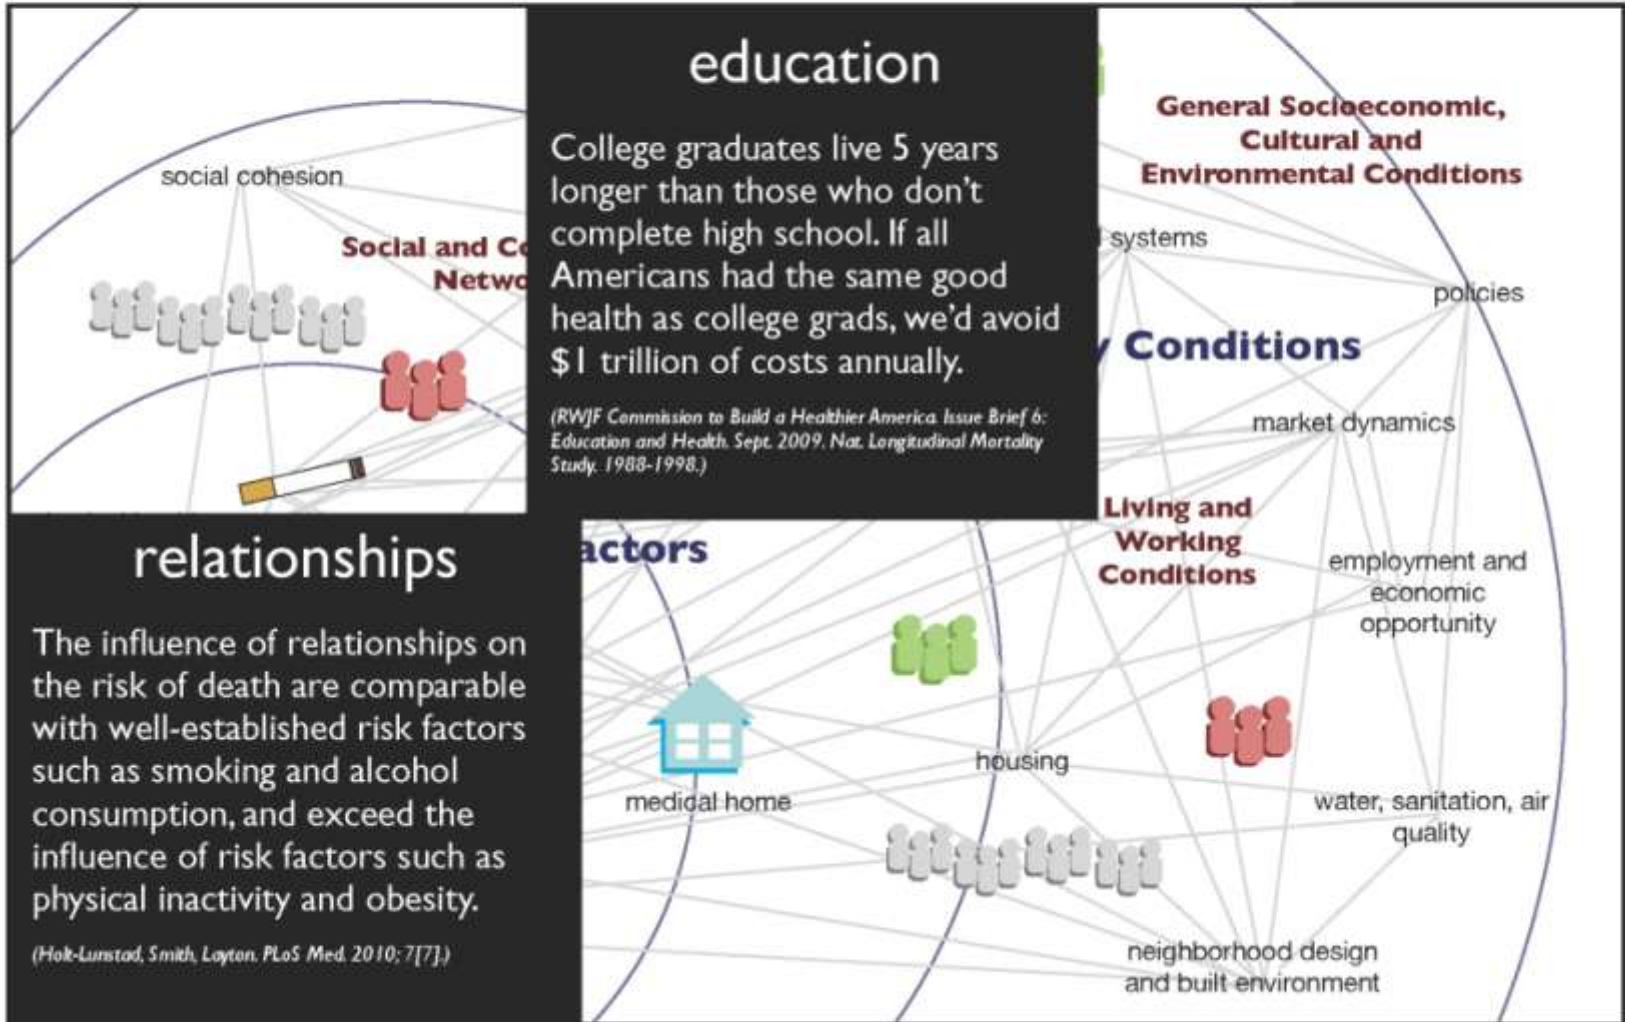 education
College graduates live 5 years
longer than those who don't
complete high school. If all
Americans had the same good
health as college grads, we'd avoid
$1 trillion of costs annually.
(RWJF Commission to Build a Healthier America. Issue Brief 6:
Education and Health. Sept. 2009. Nat. Longitudinal Mortality
Study. 1988-1998.)
General Socioeconomic,
Cultural and
Environmental Conditions
social cohesion
Social and
systems
policies
Conditions
market dynamics
Living and
Working
Conditions
employment and
economic
opportunity
relationships
The influence of relationships on
the risk of death are comparable
with well-established risk factors
such as smoking and alcohol
consumption, and exceed the
influence of risk factors such as
physical inactivity and obesity.
(Holt-Lunstad, Smith, Layton. PLoS Med. 2010; 7[7].)
actors
housing
medical home
water, sanitation, air
quality
neighborhood design
and built environment